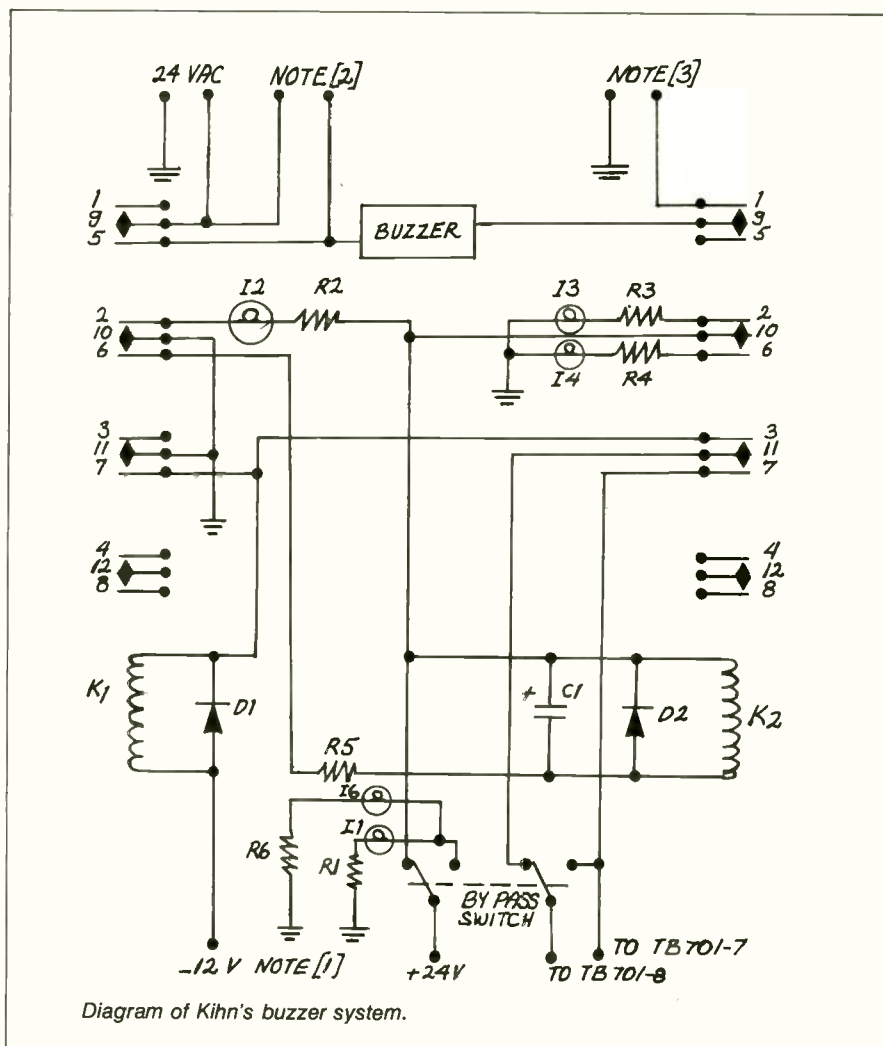 24 VAC NOTE[2] NOTE[3]
1
9
5
BUZZER
1
9
5
I2 R2
I3 R3
2
10
6
2
10
6
I4 R4
3
11
7
3
11
7
4
12
8
4
12
8
K1
D1
+ C1
D2
K2
R5
I6
I1
R6
R1
BY PASS
SWITCH
-12 V NOTE[1]
+24V
TO TB701-7
TO TB701-8
Diagram of Kihn's buzzer system.